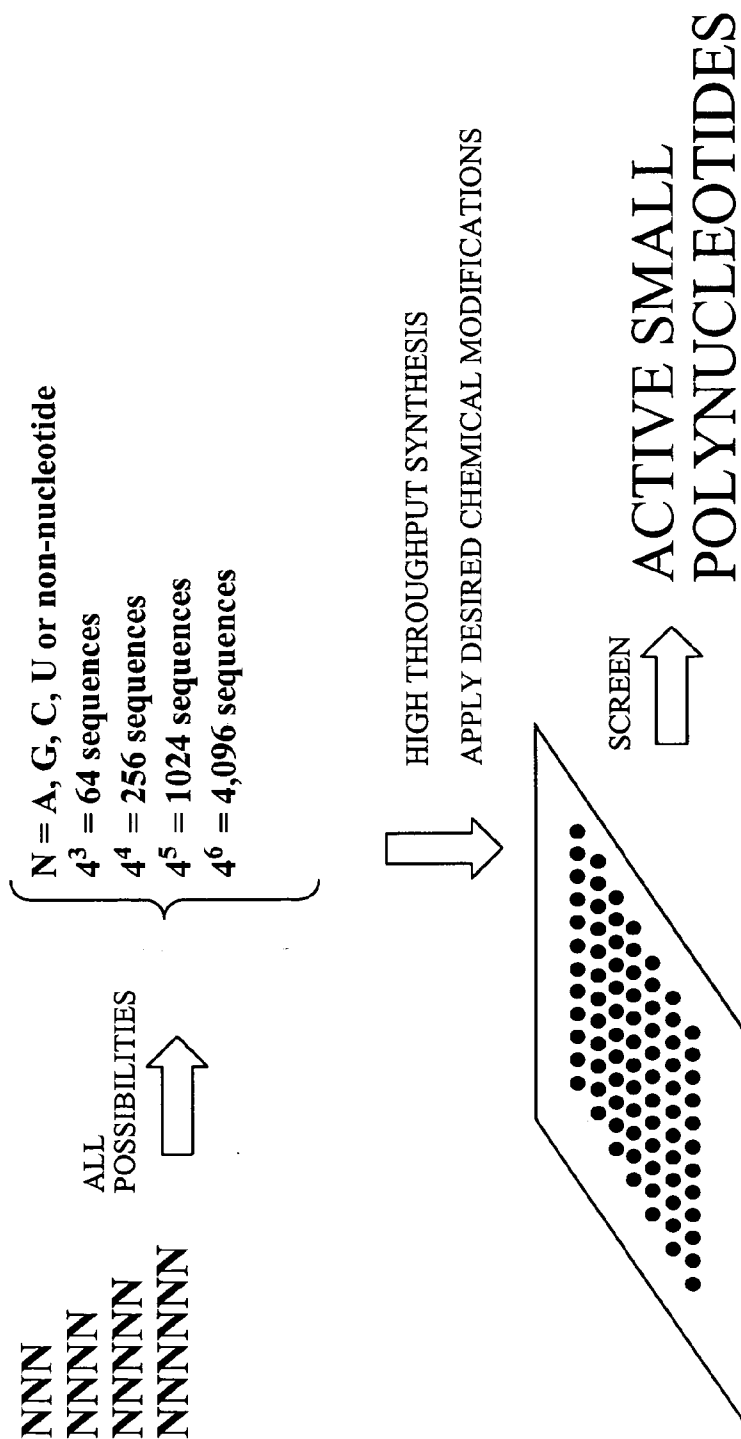 NNN
NNNN
NNNNN
NNNNNN
ALL
POSSIBILITIES
N = A, G, C, U or non-nucleotide
4³ = 64 sequences
4⁴ = 256 sequences
4⁵ = 1024 sequences
4⁶ = 4,096 sequences
HIGH THROUGHPUT SYNTHESIS
APPLY DESIRED CHEMICAL MODIFICATIONS
SCREEN
ACTIVE SMALL
POLYNUCLEOTIDES